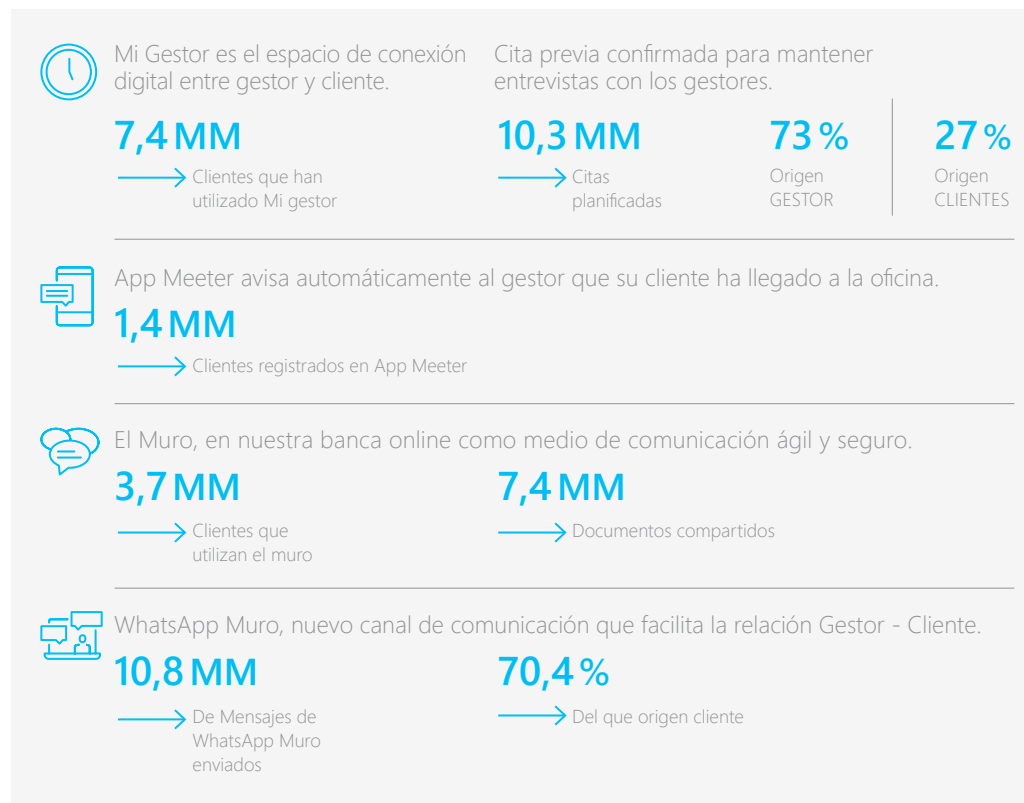 Mi Gestor es el espacio de conexión
digital entre gestor y cliente.
7,4 MM
Clientes que han
utilizado Mi gestor
Cita previa confirmada para mantener
entrevistas con los gestores.
10,3 MM
Citas
planificadas
73 %
Origen
GESTOR
27 %
Origen
CLIENTES
App Meeter avisa automáticamente al gestor que su cliente ha llegado a la oficina.
1,4 MM
Clientes registrados en App Meeter
El Muro, en nuestra banca online como medio de comunicación ágil y seguro.
3,7 MM
Clientes que
utilizan el muro
7,4 MM
Documentos compartidos
WhatsApp Muro, nuevo canal de comunicación que facilita la relación Gestor - Cliente.
10,8 MM
De Mensajes de
WhatsApp Muro
enviados
70,4 %
Del que origen cliente